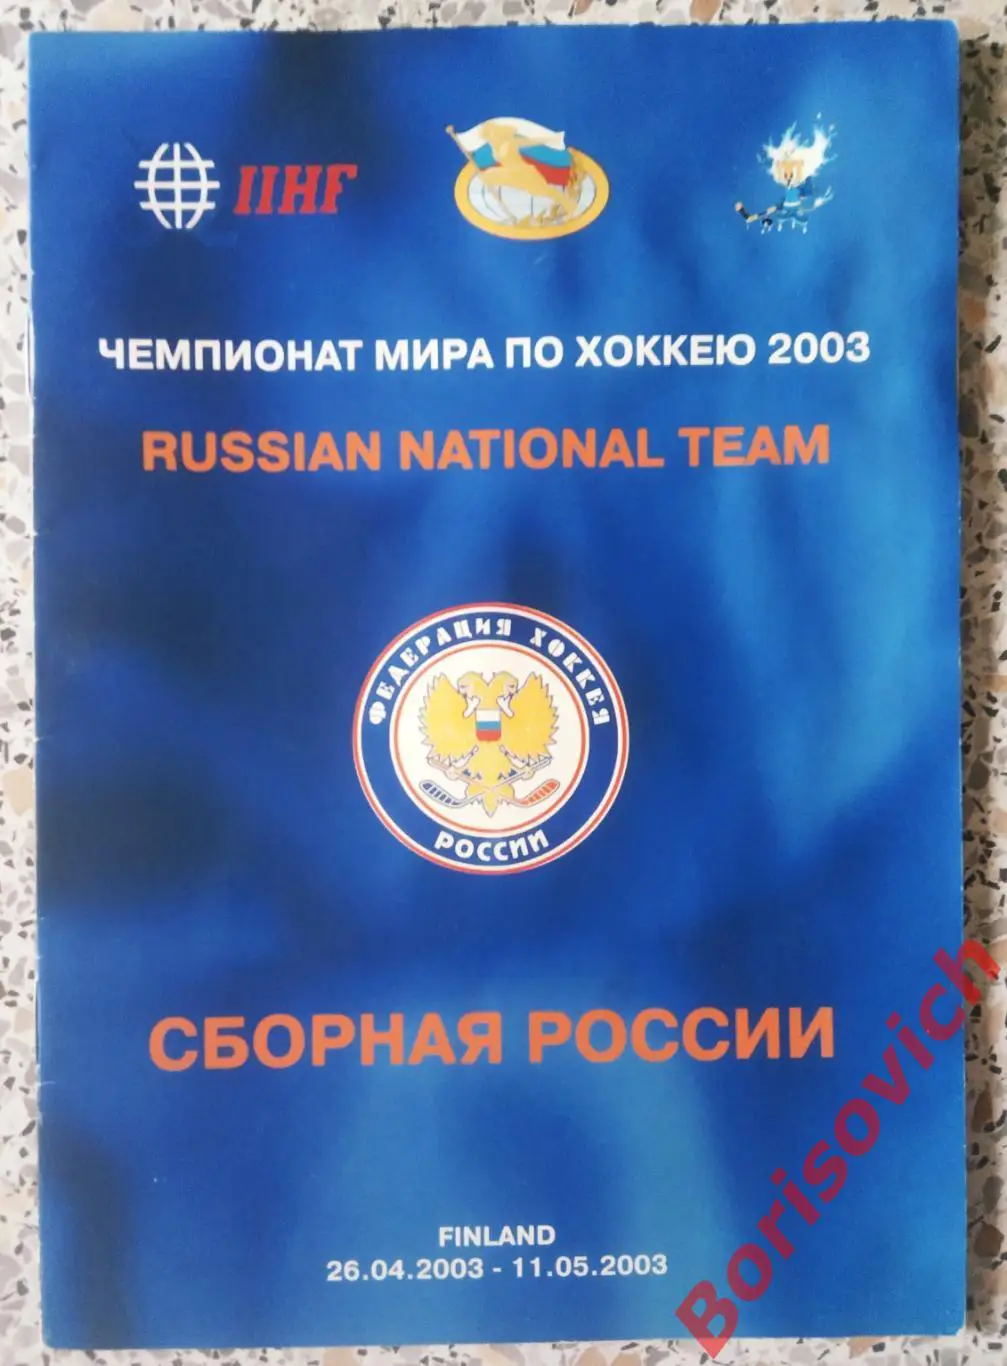 IIHF
ЧЕМПИОНАТ МИРА ПО ХОККЕЮ 2003
RUSSIAN NATIONAL TEAM
ФЕДЕРАЦИЯ ХОККЕЯ
РОССИИ
СБОРНАЯ РОССИИ
FINLAND
26.04.2003 - 11.05.2003
Borisovich